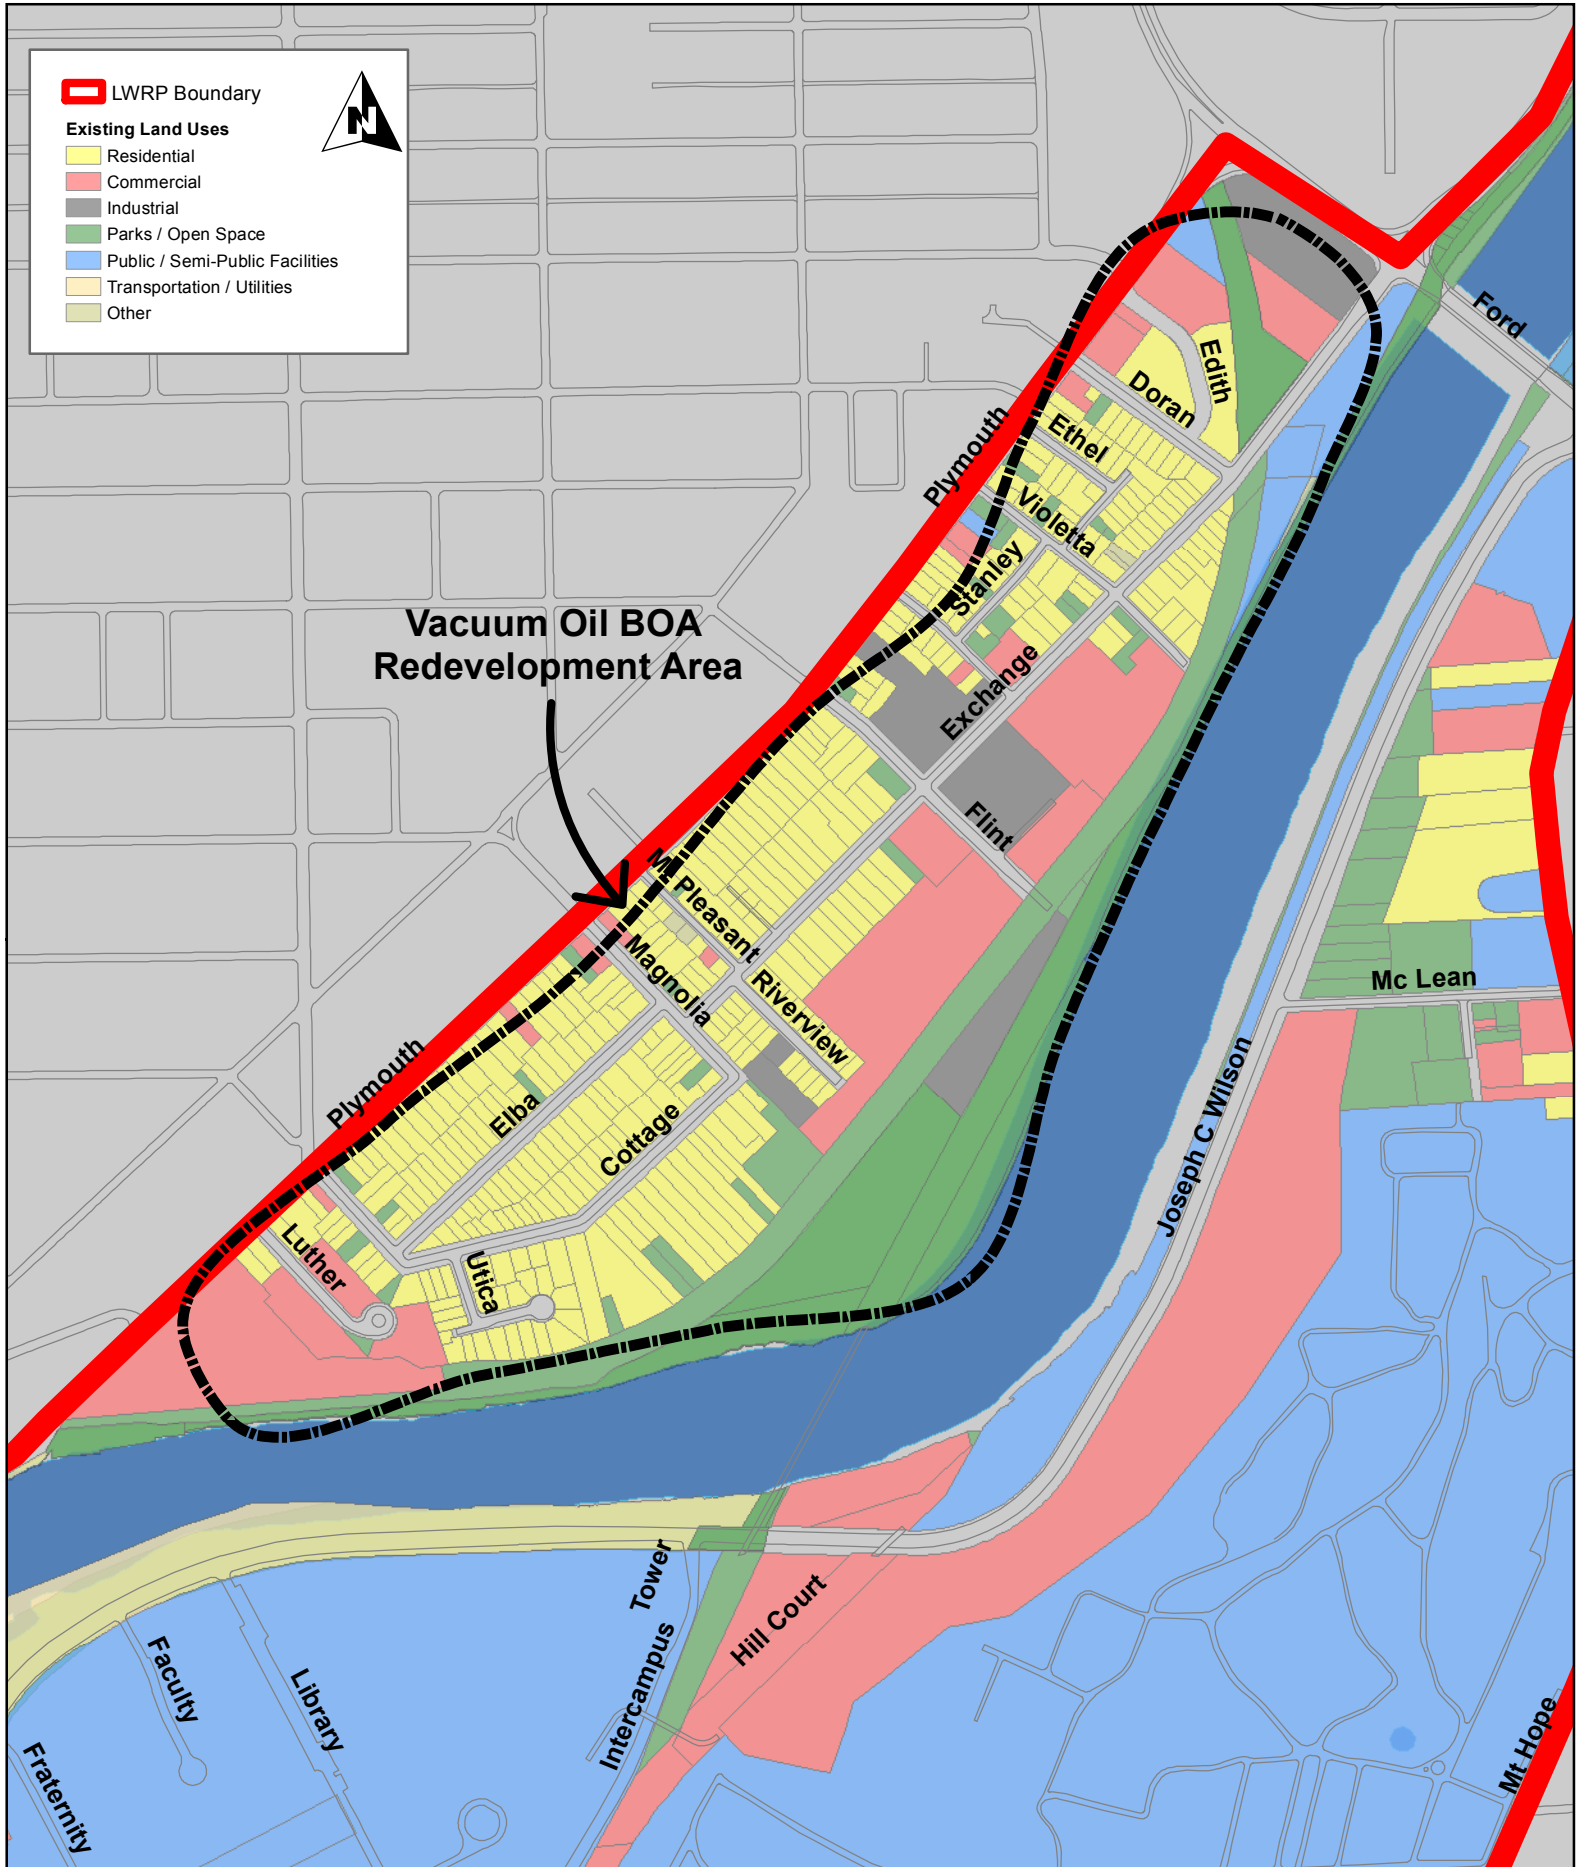 LWRP Boundary
N
Existing Land Uses
Residential
Commercial
Industrial
Parks / Open Space
Public / Semi-Public Facilities
Transportation / Utilities
Other
Ford
Edith
Doran
Ethel
Plymouth
Violetta
Stanley
Vacuum Oil BOA
Redevelopment Area
Exchange
Flint
Mt Pleasant
Magnolia
Riverview
Mc Lean
Plymouth
Elba
Cottage
Joseph C Wilson
Luther
Utica
Tower
Hill Court
Intercampus
Faculty
Library
Fraternity
Mt Hope